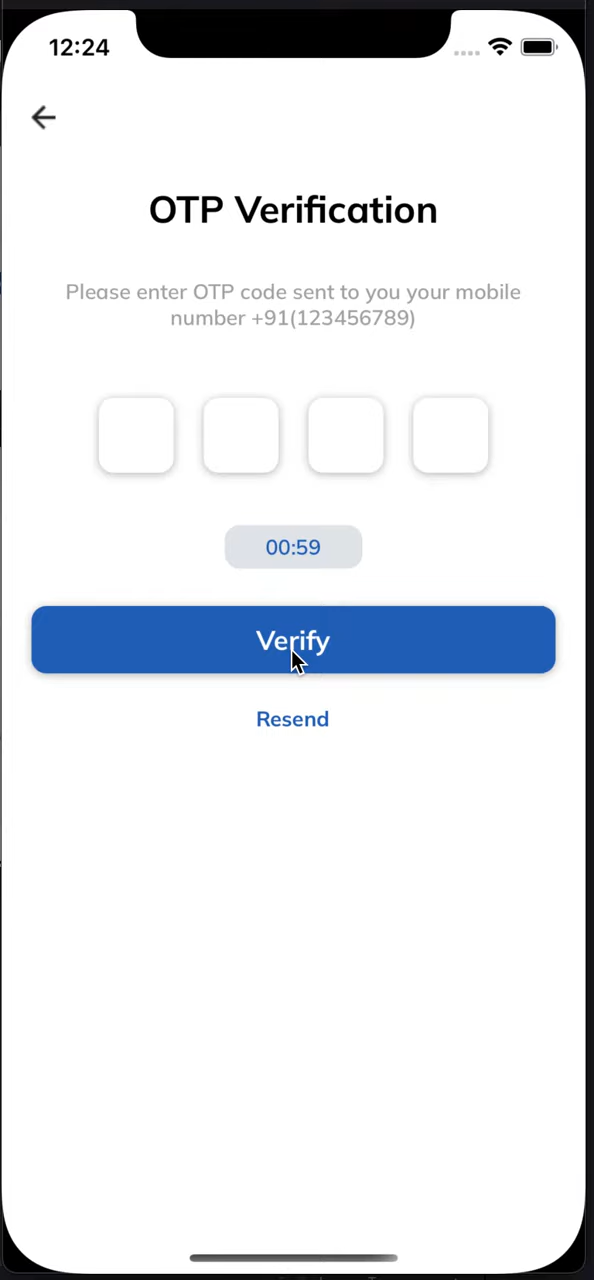 12:24
OTP Verification
Please enter OTP code sent to you your mobile
number +91(123456789)
00:59
Verify
Resend